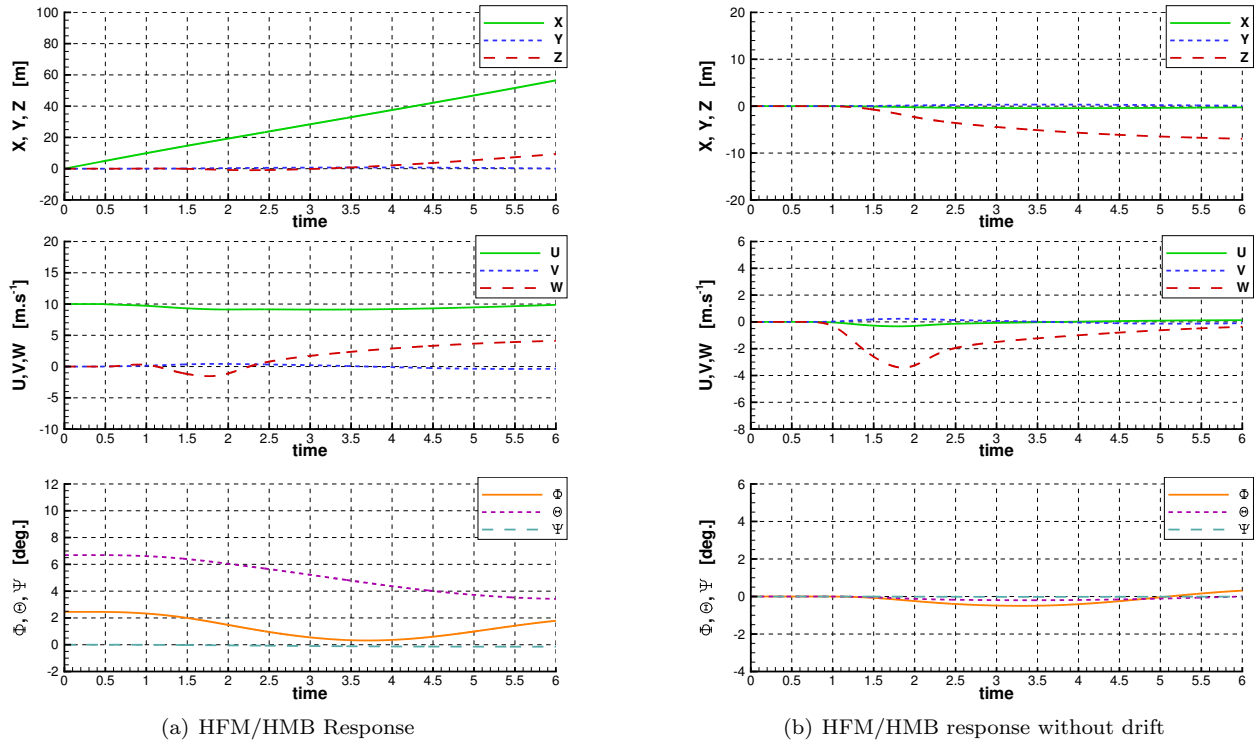 X
Y
Z
X, Y, Z [m]
100
80
60
40
20
0
-20
0 0.5 1 1.5 2 2.5 3 3.5 4 4.5 5 5.5 6
time
U
V
W
U,V,W [m.s⁻¹]
20
15
10
5
0
-5
-10
0 0.5 1 1.5 2 2.5 3 3.5 4 4.5 5 5.5 6
time
Φ
Θ
Ψ
Φ, Θ, Ψ [deg.]
12
10
8
6
4
2
0
-2
0 0.5 1 1.5 2 2.5 3 3.5 4 4.5 5 5.5 6
time
(a) HFM/HMB Response
X
Y
Z
X, Y, Z [m]
20
10
0
-10
-20
0 0.5 1 1.5 2 2.5 3 3.5 4 4.5 5 5.5 6
time
U
V
W
U,V,W [m.s⁻¹]
6
4
2
0
-2
-4
-6
-8
0 0.5 1 1.5 2 2.5 3 3.5 4 4.5 5 5.5 6
time
Φ
Θ
Ψ
Φ, Θ, Ψ [deg.]
6
4
2
0
-2
-4
0 0.5 1 1.5 2 2.5 3 3.5 4 4.5 5 5.5 6
time
(b) HFM/HMB response without drift